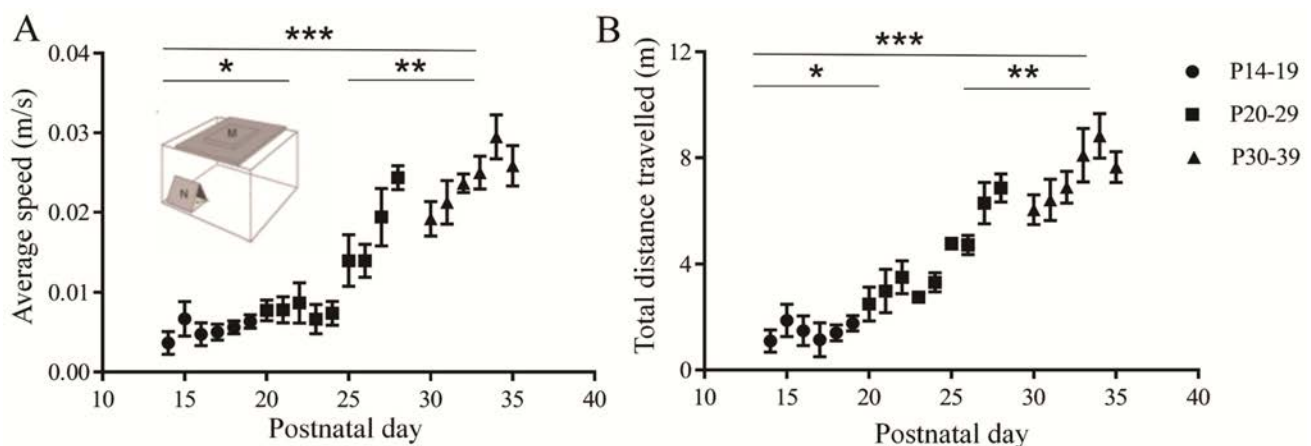 A
Average speed (m/s)
0.04
0.03
0.02
0.01
0.00
***
*
**
M
N
10
15
20
25
30
35
40
Postnatal day
B
Total distance travelled (m)
12
8
4
0
***
*
**
10
15
20
25
30
35
40
Postnatal day
P14-19
P20-29
P30-39